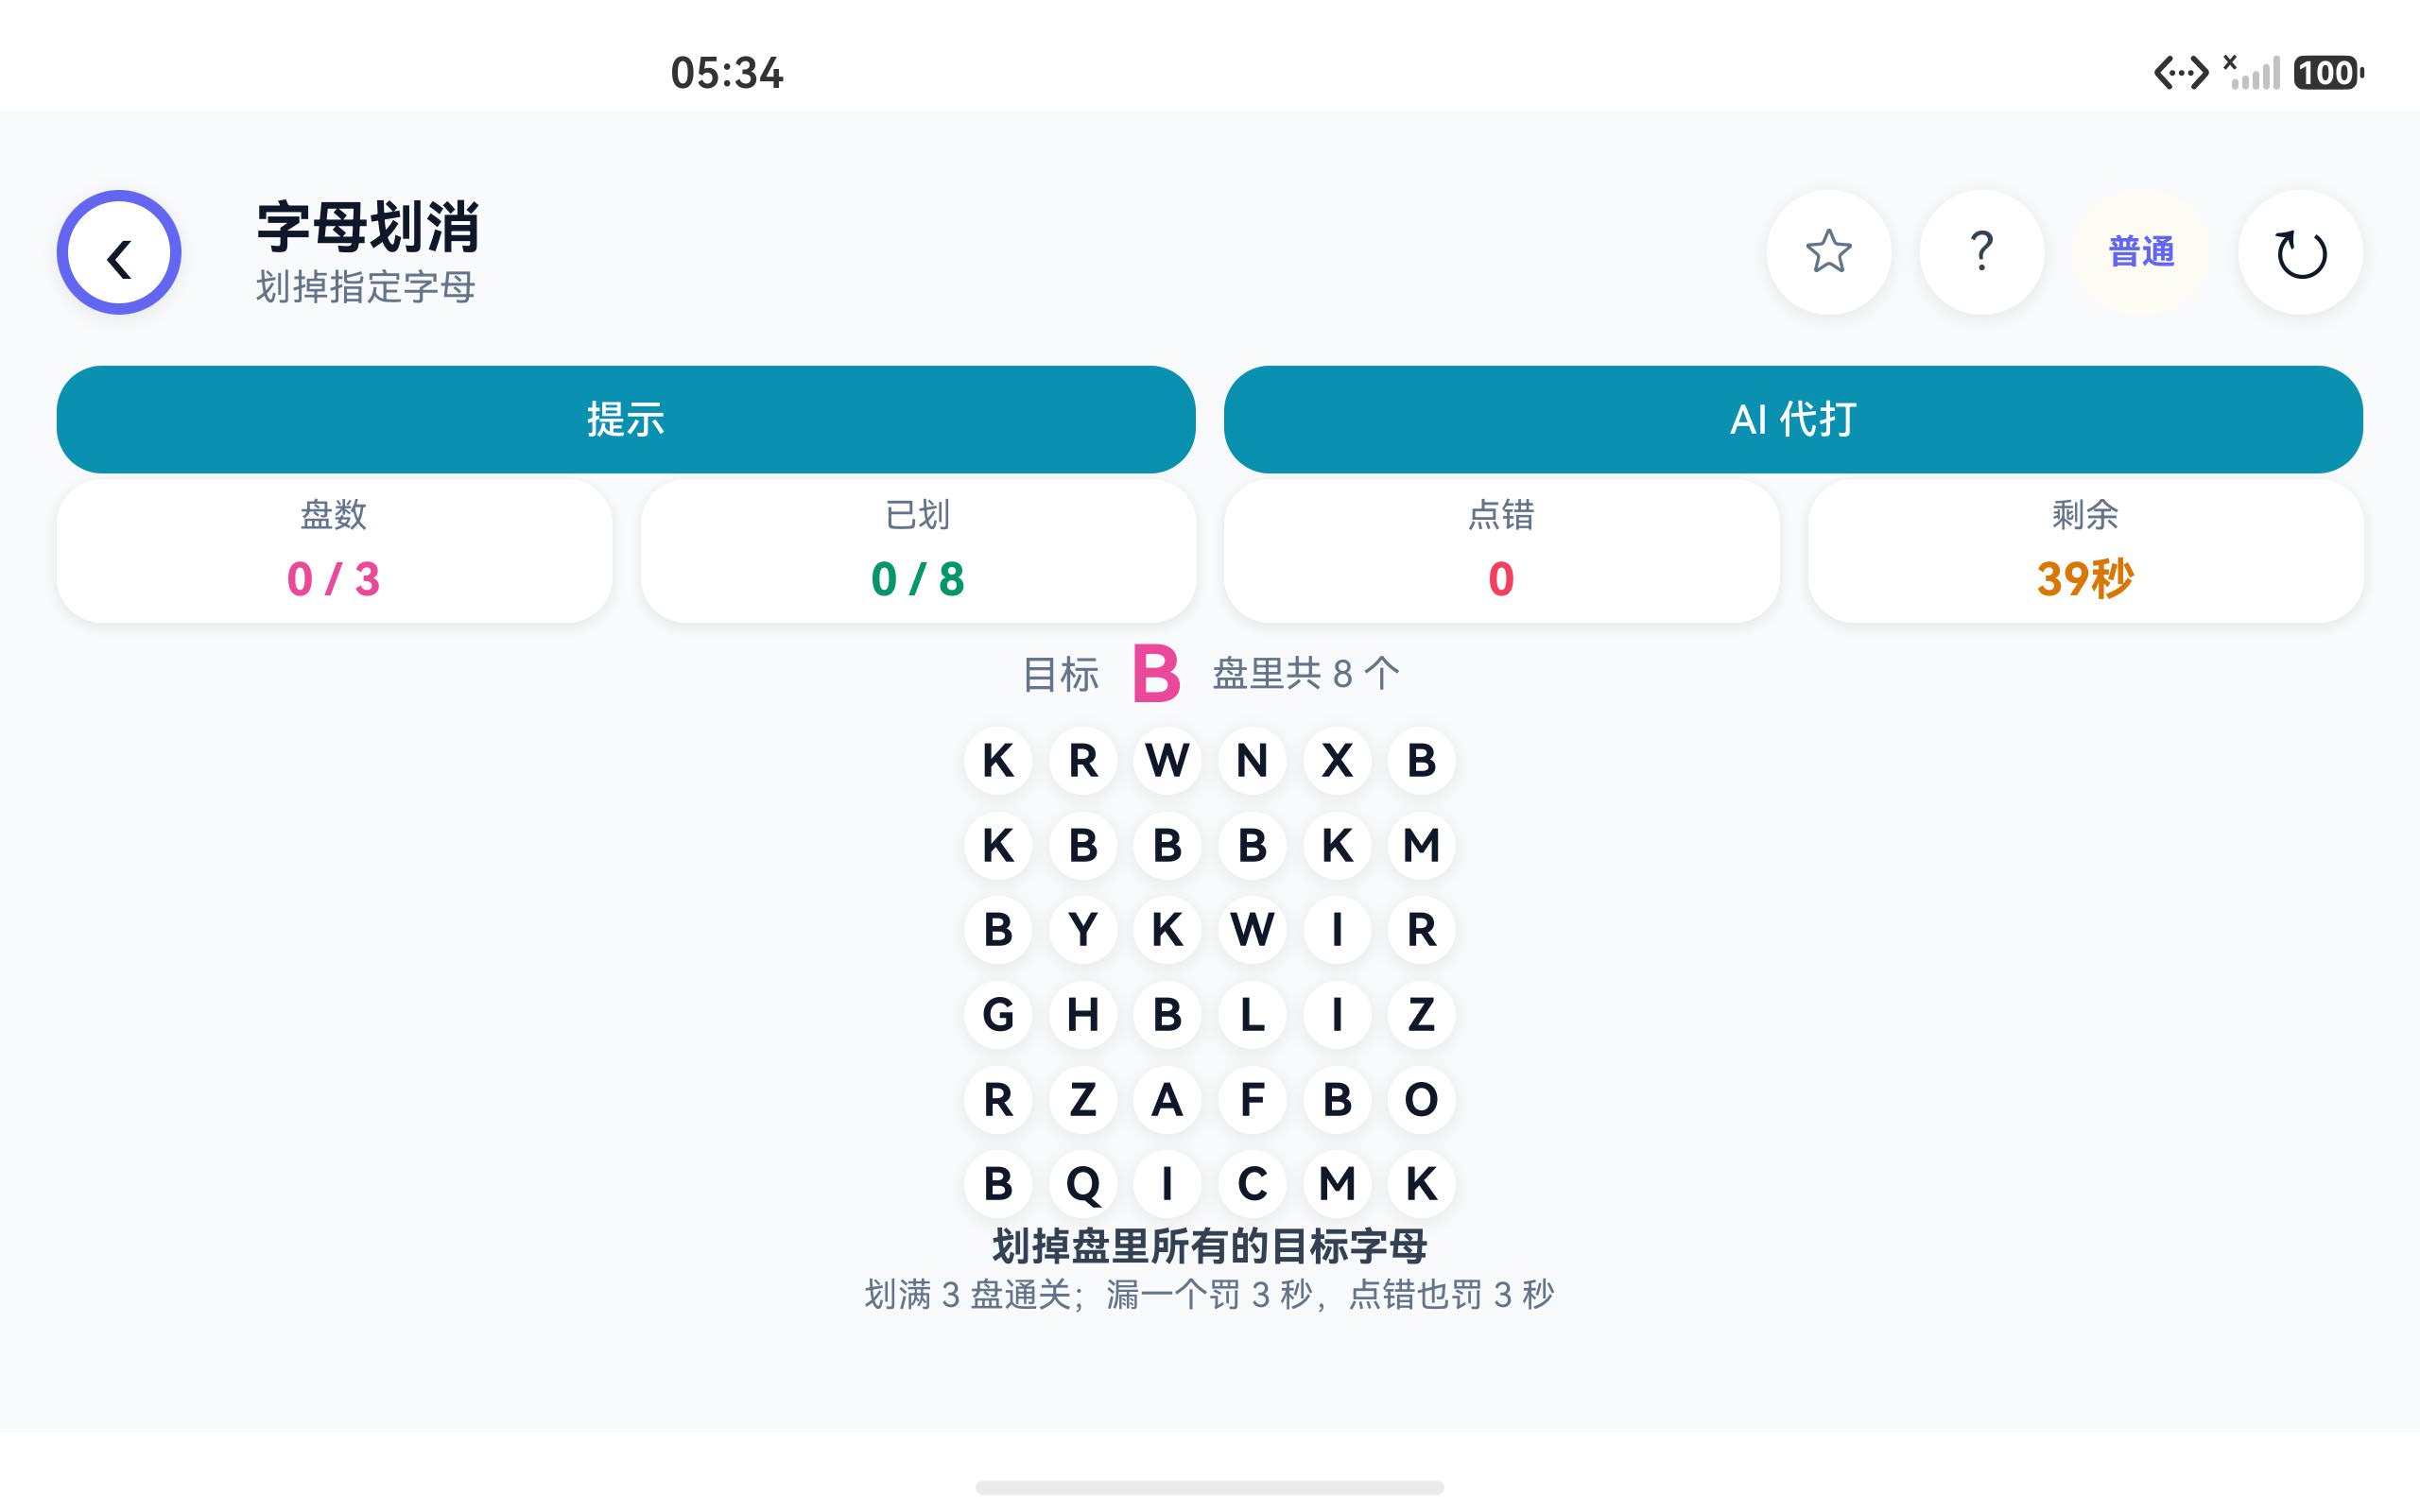 05:34
100
字母划消
划掉指定字母
?
普通
提示
AI 代打
盘数
0 / 3
已划
0 / 8
点错
0
剩余
39秒
目标 B 盘里共 8 个
K R W N X B
K B B B K M
B Y K W I R
G H B L I Z
R Z A F B O
B Q I C M K
划掉盘里所有的目标字母
划满 3 盘通关；漏一个罚 3 秒，点错也罚 3 秒